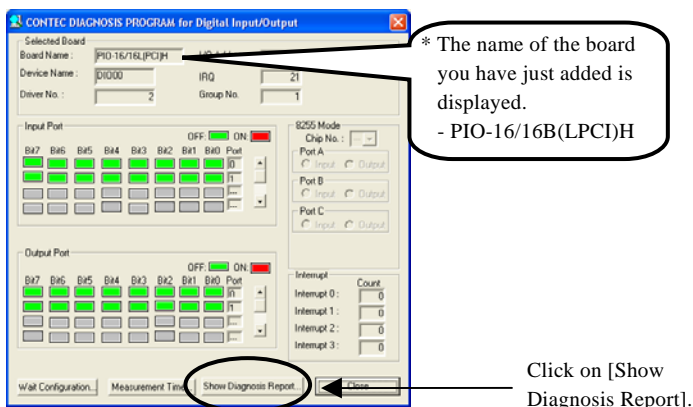 CONTEC DIAGNOSIS PROGRAM for Digital Input/Output
Selected Board
Board Name : PIO-16/16L(PCI)H
Device Name : DIO00
IRQ 21
Driver No. : 2
Group No. 1
* The name of the board
you have just added is
displayed.
- PIO-16/16B(LPCI)H
Input Port
OFF: ON:
Bit7 Bit6 Bit5 Bit4 Bit3 Bit2 Bit1 Bit0 Port
0
1
...
...
8255 Mode
Chip No. : --
Port A
Input Output
Port B
Input Output
Port C
Input Output
Output Port
OFF: ON:
Bit7 Bit6 Bit5 Bit4 Bit3 Bit2 Bit1 Bit0 Port
0
1
...
...
Interrupt
Count
Interrupt 0 : 0
Interrupt 1 : 0
Interrupt 2 : 0
Interrupt 3 : 0
Wait Configuration...
Measurement Time...
Show Diagnosis Report...
Close
Click on [Show
Diagnosis Report].